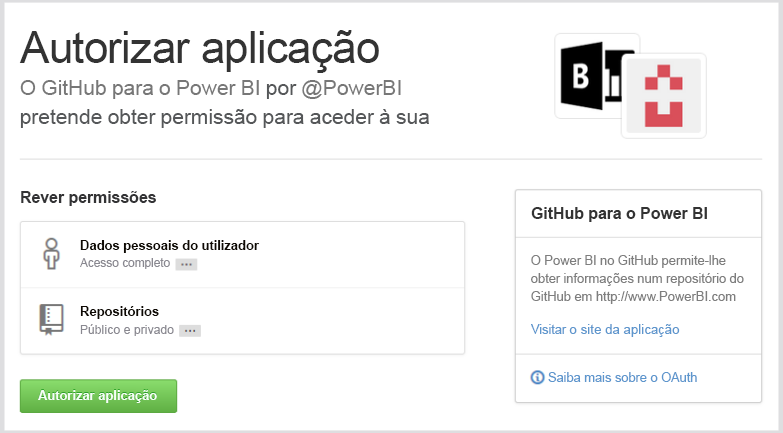 Autorizar aplicação
O GitHub para o Power BI por @PowerBI
pretende obter permissão para aceder à sua
B
Rever permissões
Dados pessoais do utilizador
Acesso completo ...
Repositórios
Público e privado ...
Autorizar aplicação
GitHub para o Power BI
O Power BI no GitHub permite-lhe
obter informações num repositório do
GitHub em http://www.PowerBI.com
Visitar o site da aplicação
Saiba mais sobre o OAuth